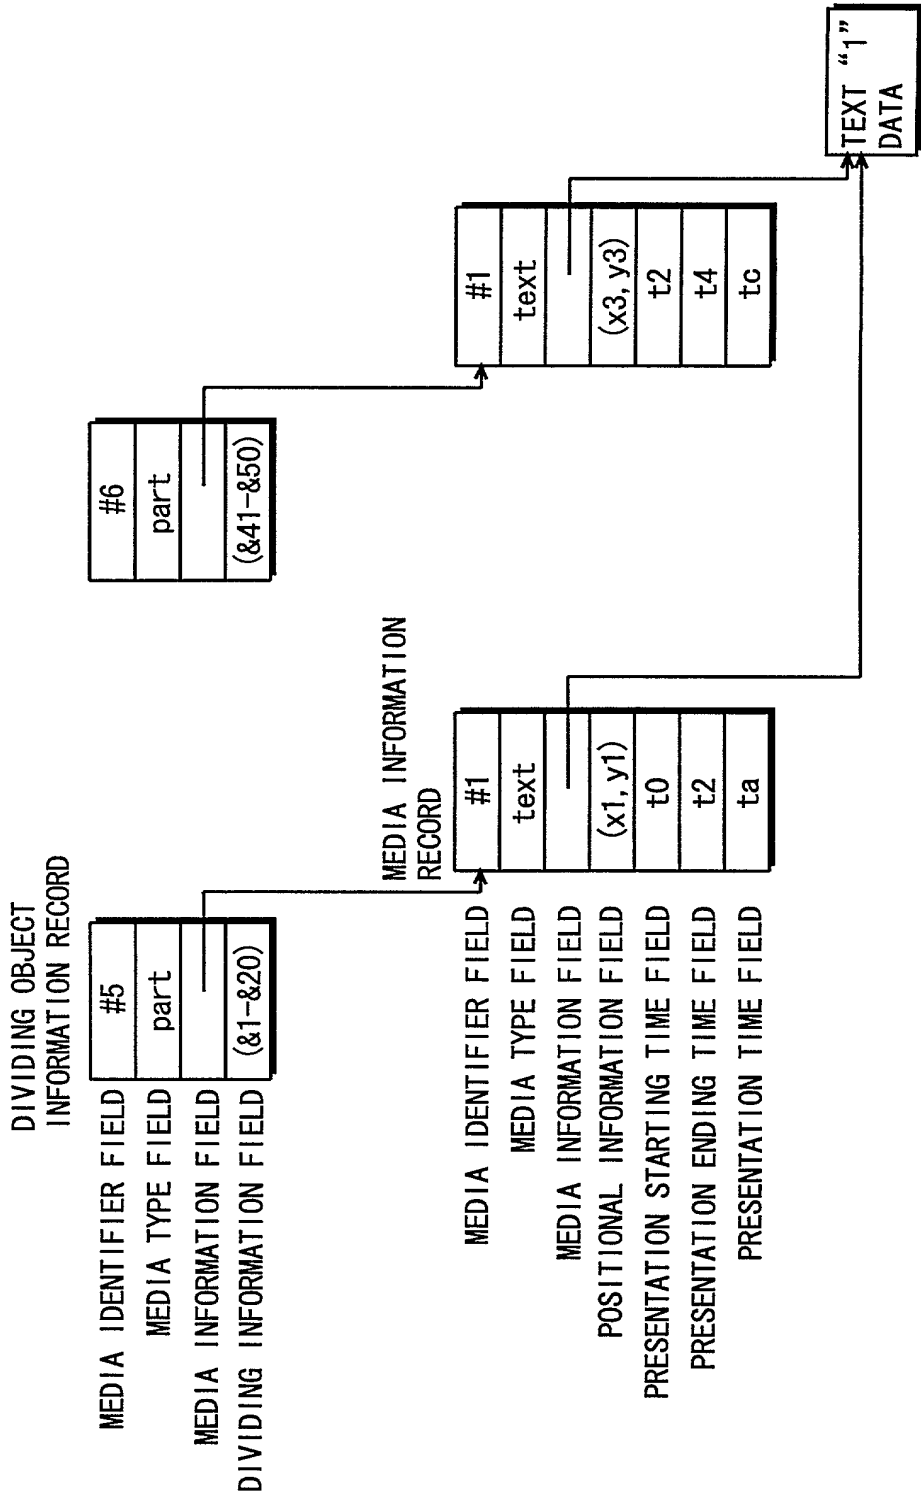 DIVIDING OBJECT
INFORMATION RECORD
MEDIA IDENTIFIER FIELD
#5
#6
MEDIA TYPE FIELD
part
part
MEDIA INFORMATION FIELD
DIVIDING INFORMATION FIELD
(&1-&20)
(&41-&50)
MEDIA INFORMATION
RECORD
MEDIA IDENTIFIER FIELD
#1
#1
MEDIA TYPE FIELD
text
text
MEDIA INFORMATION FIELD
POSITIONAL INFORMATION FIELD
(x1, y1)
(x3, y3)
PRESENTATION STARTING TIME FIELD
t0
t2
PRESENTATION ENDING TIME FIELD
t2
t4
PRESENTATION TIME FIELD
ta
tc
TEXT “1”
DATA